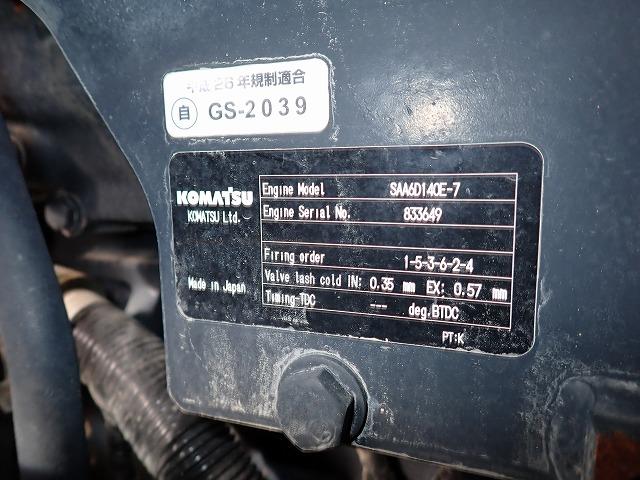 平成26年規制適合
自 GS-2039
KOMATSU
KOMATSU Ltd.
Made in Japan
Engine Model SAA6D140E-7
Engine Serial No. 833649
Firing order 1-5-3-6-2-4
Valve lash cold IN: 0.35 mm EX: 0.57 mm
Timing-TDC --- deg.BTDC
PT:K